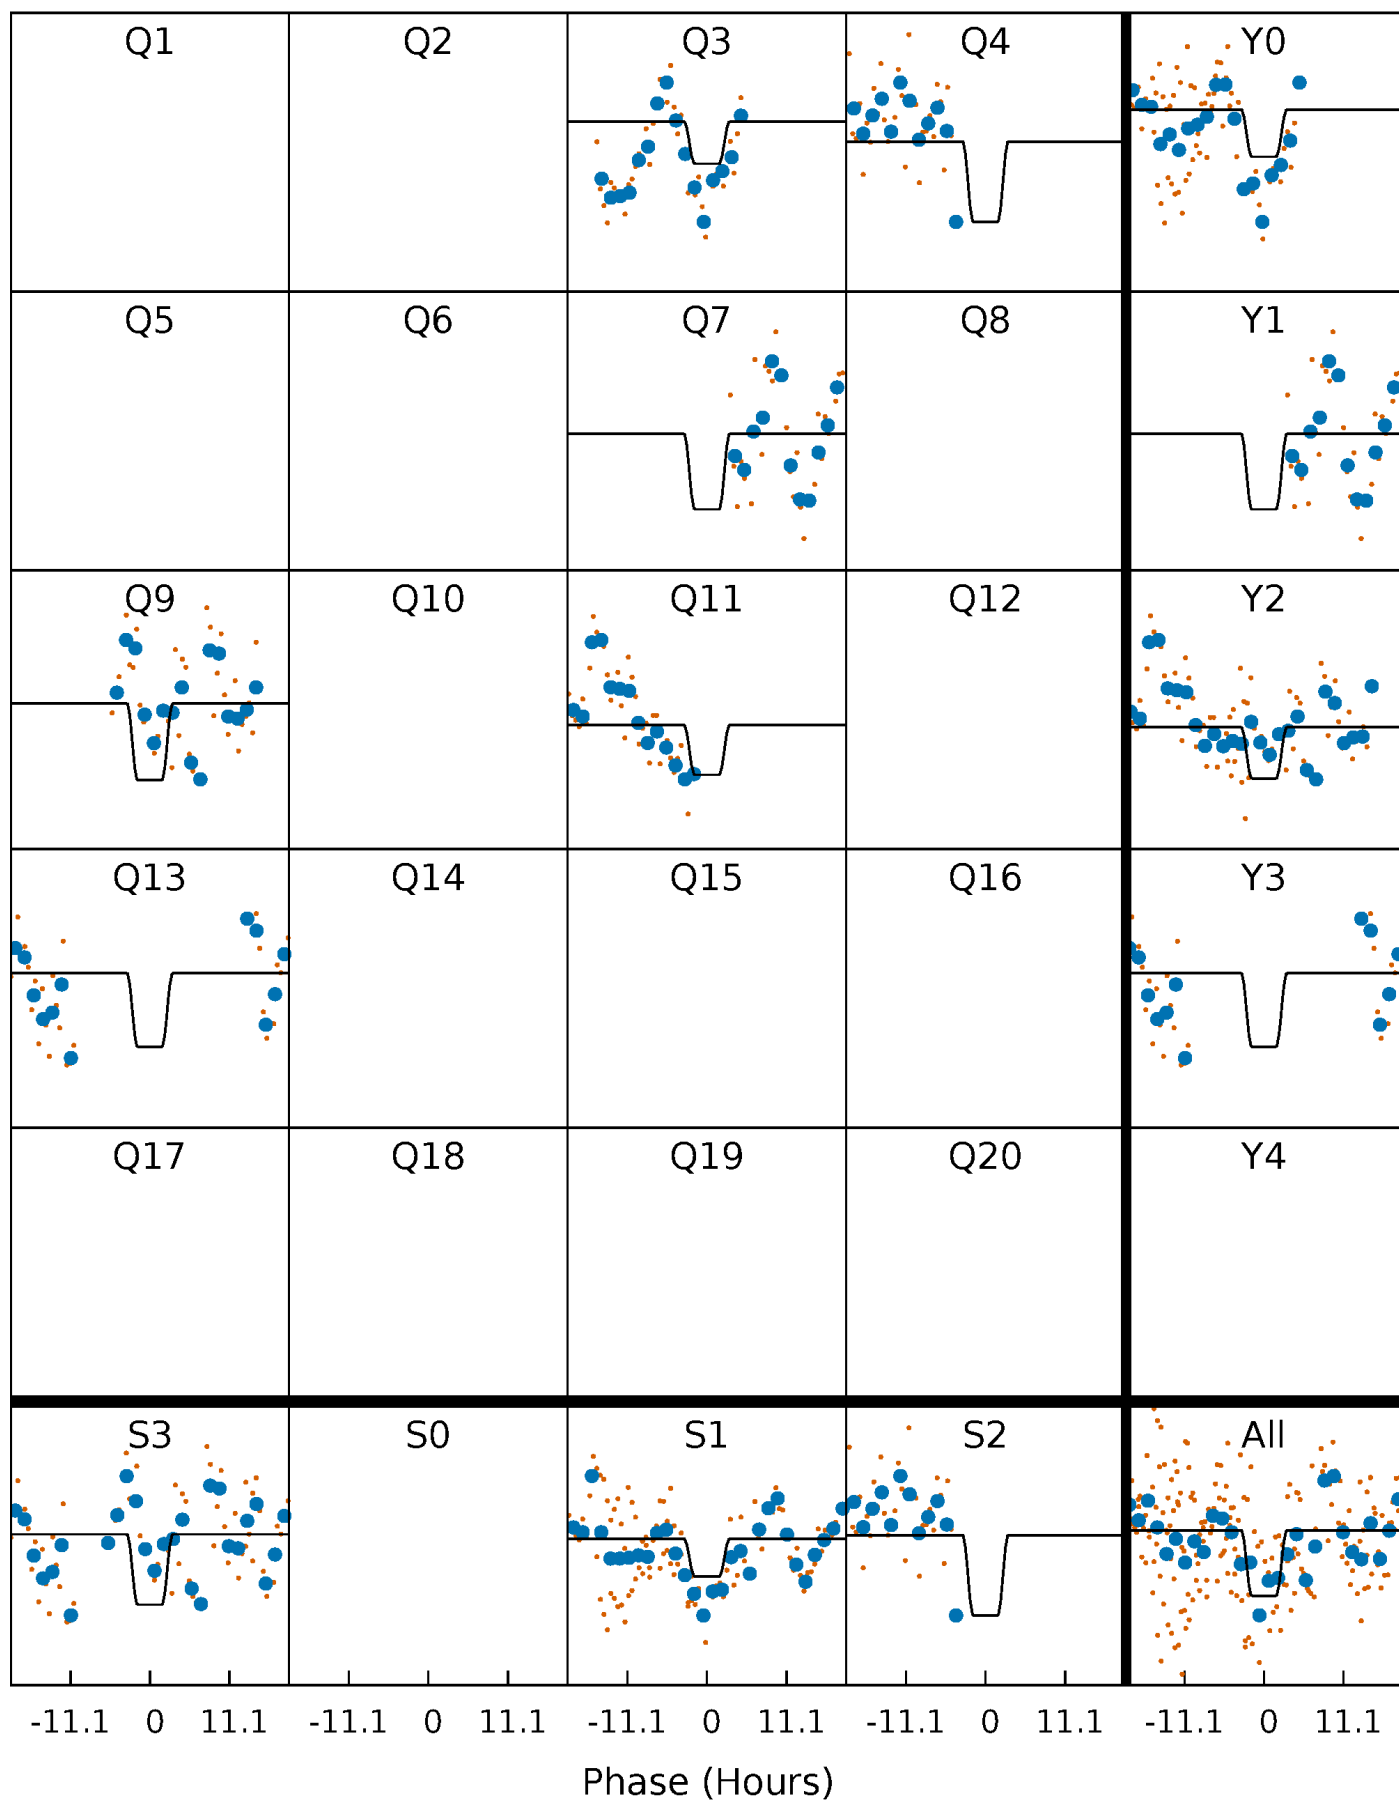 Q1 Q2 Q3 Q4 Y0
Q5 Q6 Q7 Q8 Y1
Q9 Q10 Q11 Q12 Y2
Q13 Q14 Q15 Q16 Y3
Q17 Q18 Q19 Q20 Y4
S3 S0 S1 S2 All
-11.1 0 11.1 -11.1 0 11.1 -11.1 0 11.1 -11.1 0 11.1 -11.1 0 11.1
Phase (Hours)